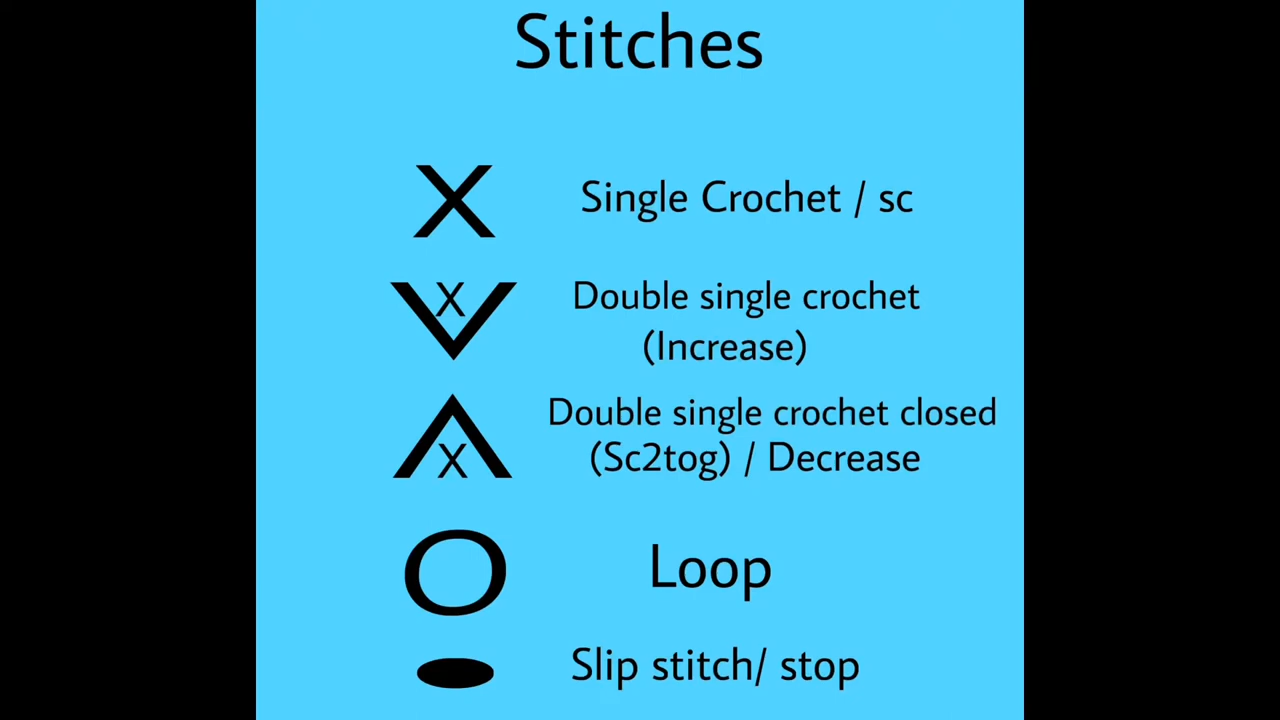 Stitches
X Single Crochet / sc
X Double single crochet
(Increase)
Double single crochet closed
X (Sc2tog) / Decrease
O Loop
Slip stitch/ stop